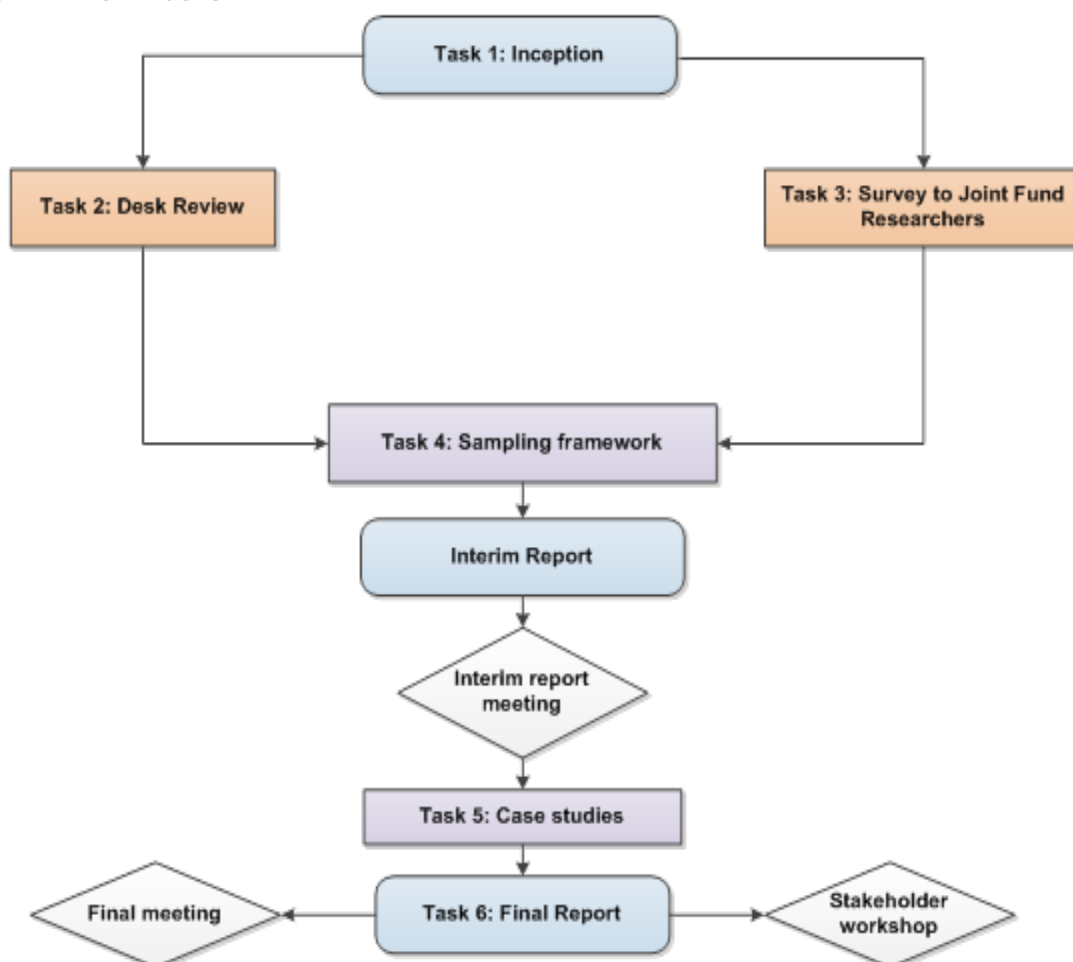 Task 1: Inception
Task 2: Desk Review
Task 3: Survey to Joint Fund
Researchers
Task 4: Sampling framework
Interim Report
Interim report
meeting
Task 5: Case studies
Final meeting
Task 6: Final Report
Stakeholder
workshop